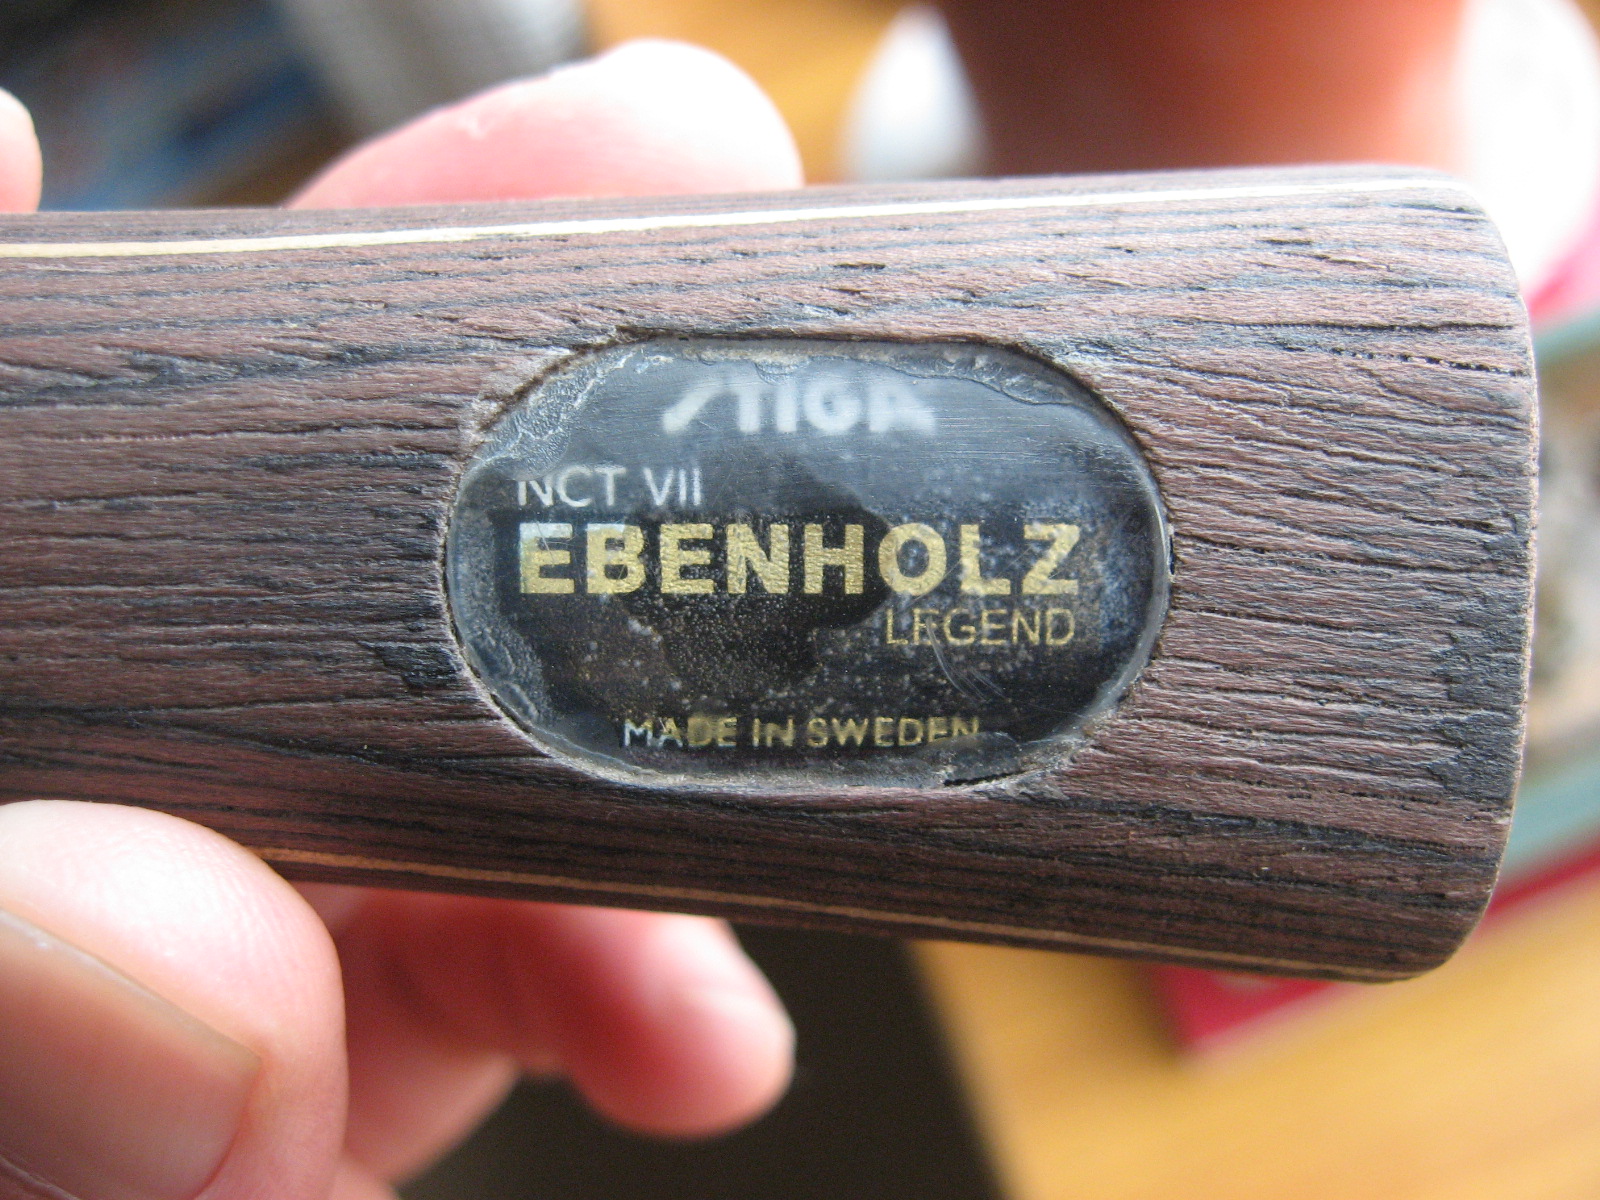 STIGA
NCT VII
EBENHOLZ
LEGEND
MADE IN SWEDEN